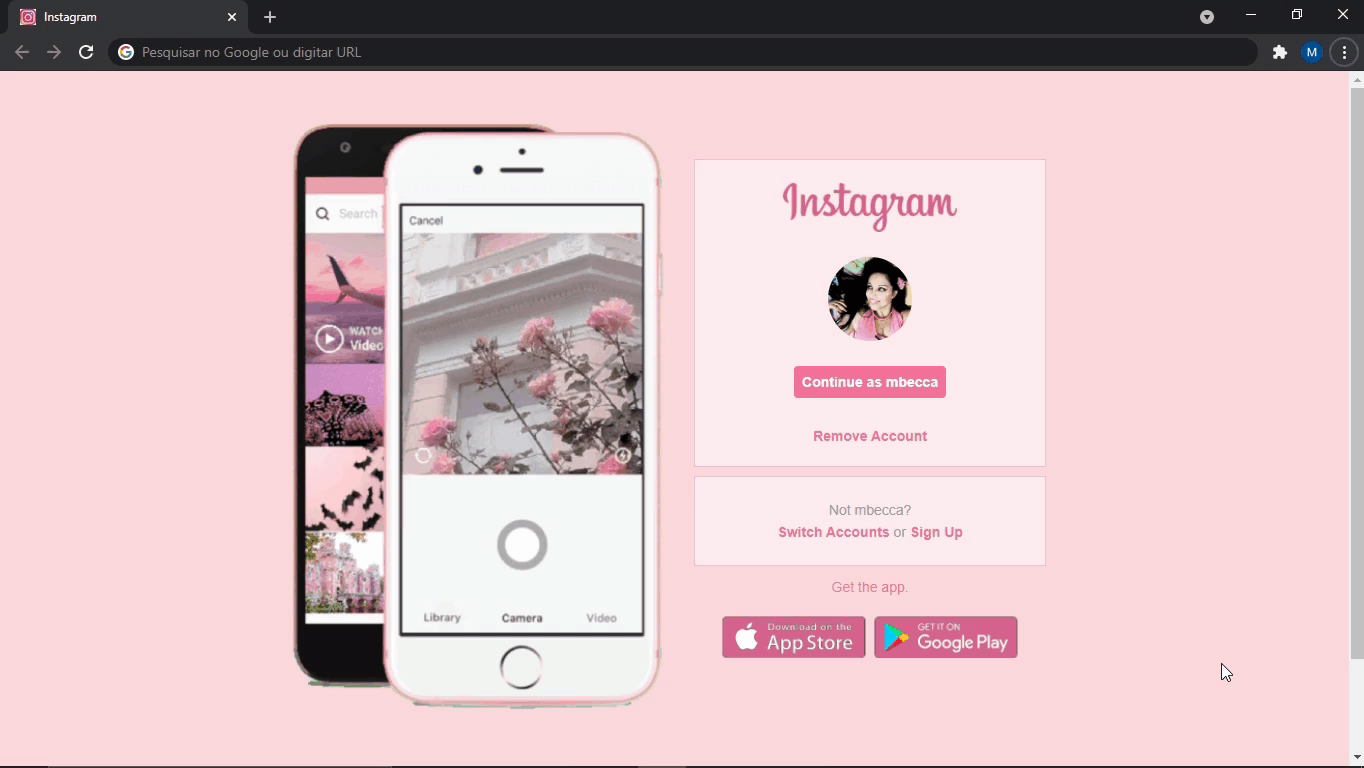 Instagram
Pesquisar no Google ou digitar URL
M
Search
WATCH
Video
Cancel
Library
Camera
Video
Instagram
Continue as mbecca
Remove Account
Not mbecca?
Switch Accounts or Sign Up
Get the app.
Download on the
App Store
GET IT ON
Google Play